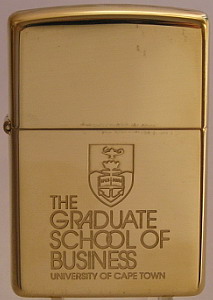 THE
GRADUATE
SCHOOL OF
BUSINESS
UNIVERSITY OF CAPE TOWN